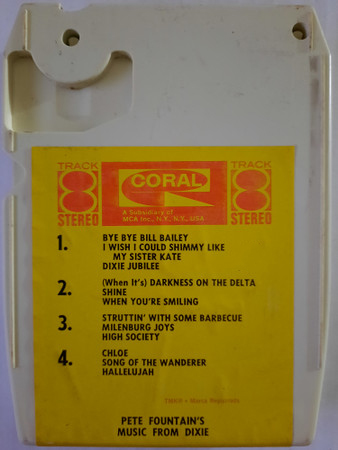 TRACK
8
STEREO
CORAL
A Subsidiary of
MCA Inc., N.Y., N.Y., USA
TRACK
8
STEREO
1. BYE BYE BILL BAILEY
I WISH I COULD SHIMMY LIKE
MY SISTER KATE
DIXIE JUBILEE
2. (When It's) DARKNESS ON THE DELTA
SHINE
WHEN YOU'RE SMILING
3. STRUTTIN' WITH SOME BARBECUE
MILENBURG JOYS
HIGH SOCIETY
4. CHLOE
SONG OF THE WANDERER
HALLELUJAH
PETE FOUNTAIN'S
MUSIC FROM DIXIE